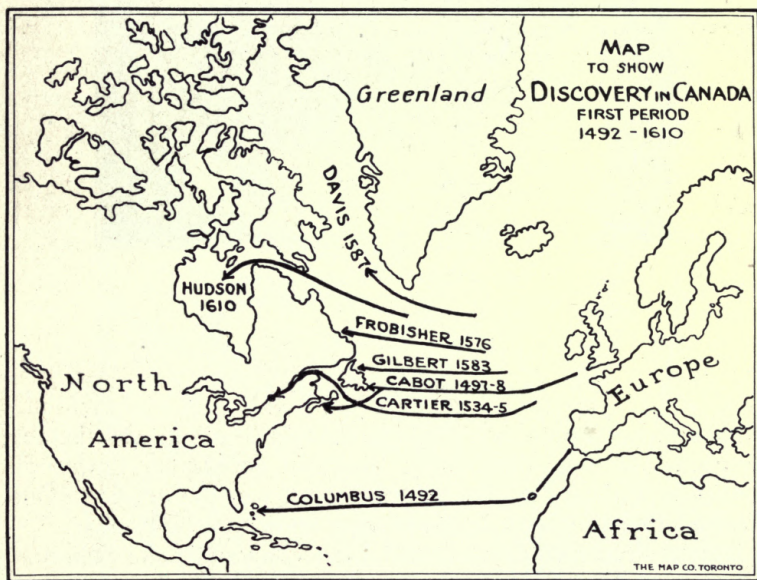 MAP
TO SHOW
DISCOVERY IN CANADA
FIRST PERIOD
1492 - 1610
Greenland
DAVIS 1587
HUDSON
1610
FROBISHER 1576
GILBERT 1583
CABOT 1497-8
CARTIER 1534-5
North
America
Europe
COLUMBUS 1492
Africa
THE MAP CO. TORONTO